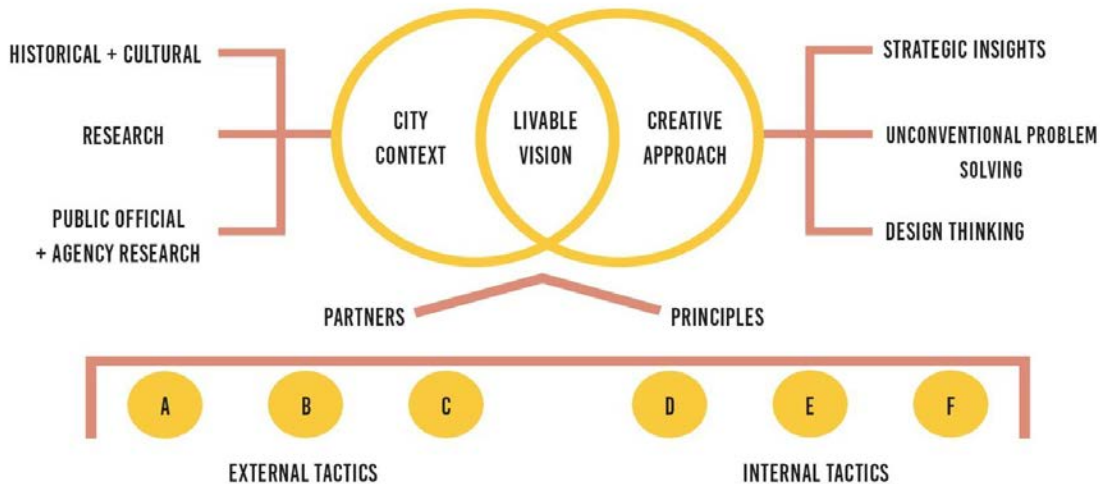 HISTORICAL + CULTURAL
RESEARCH
PUBLIC OFFICIAL
+ AGENCY RESEARCH
CITY
CONTEXT
LIVABLE
VISION
CREATIVE
APPROACH
STRATEGIC INSIGHTS
UNCONVENTIONAL PROBLEM
SOLVING
DESIGN THINKING
PARTNERS
PRINCIPLES
A
B
C
D
E
F
EXTERNAL TACTICS
INTERNAL TACTICS